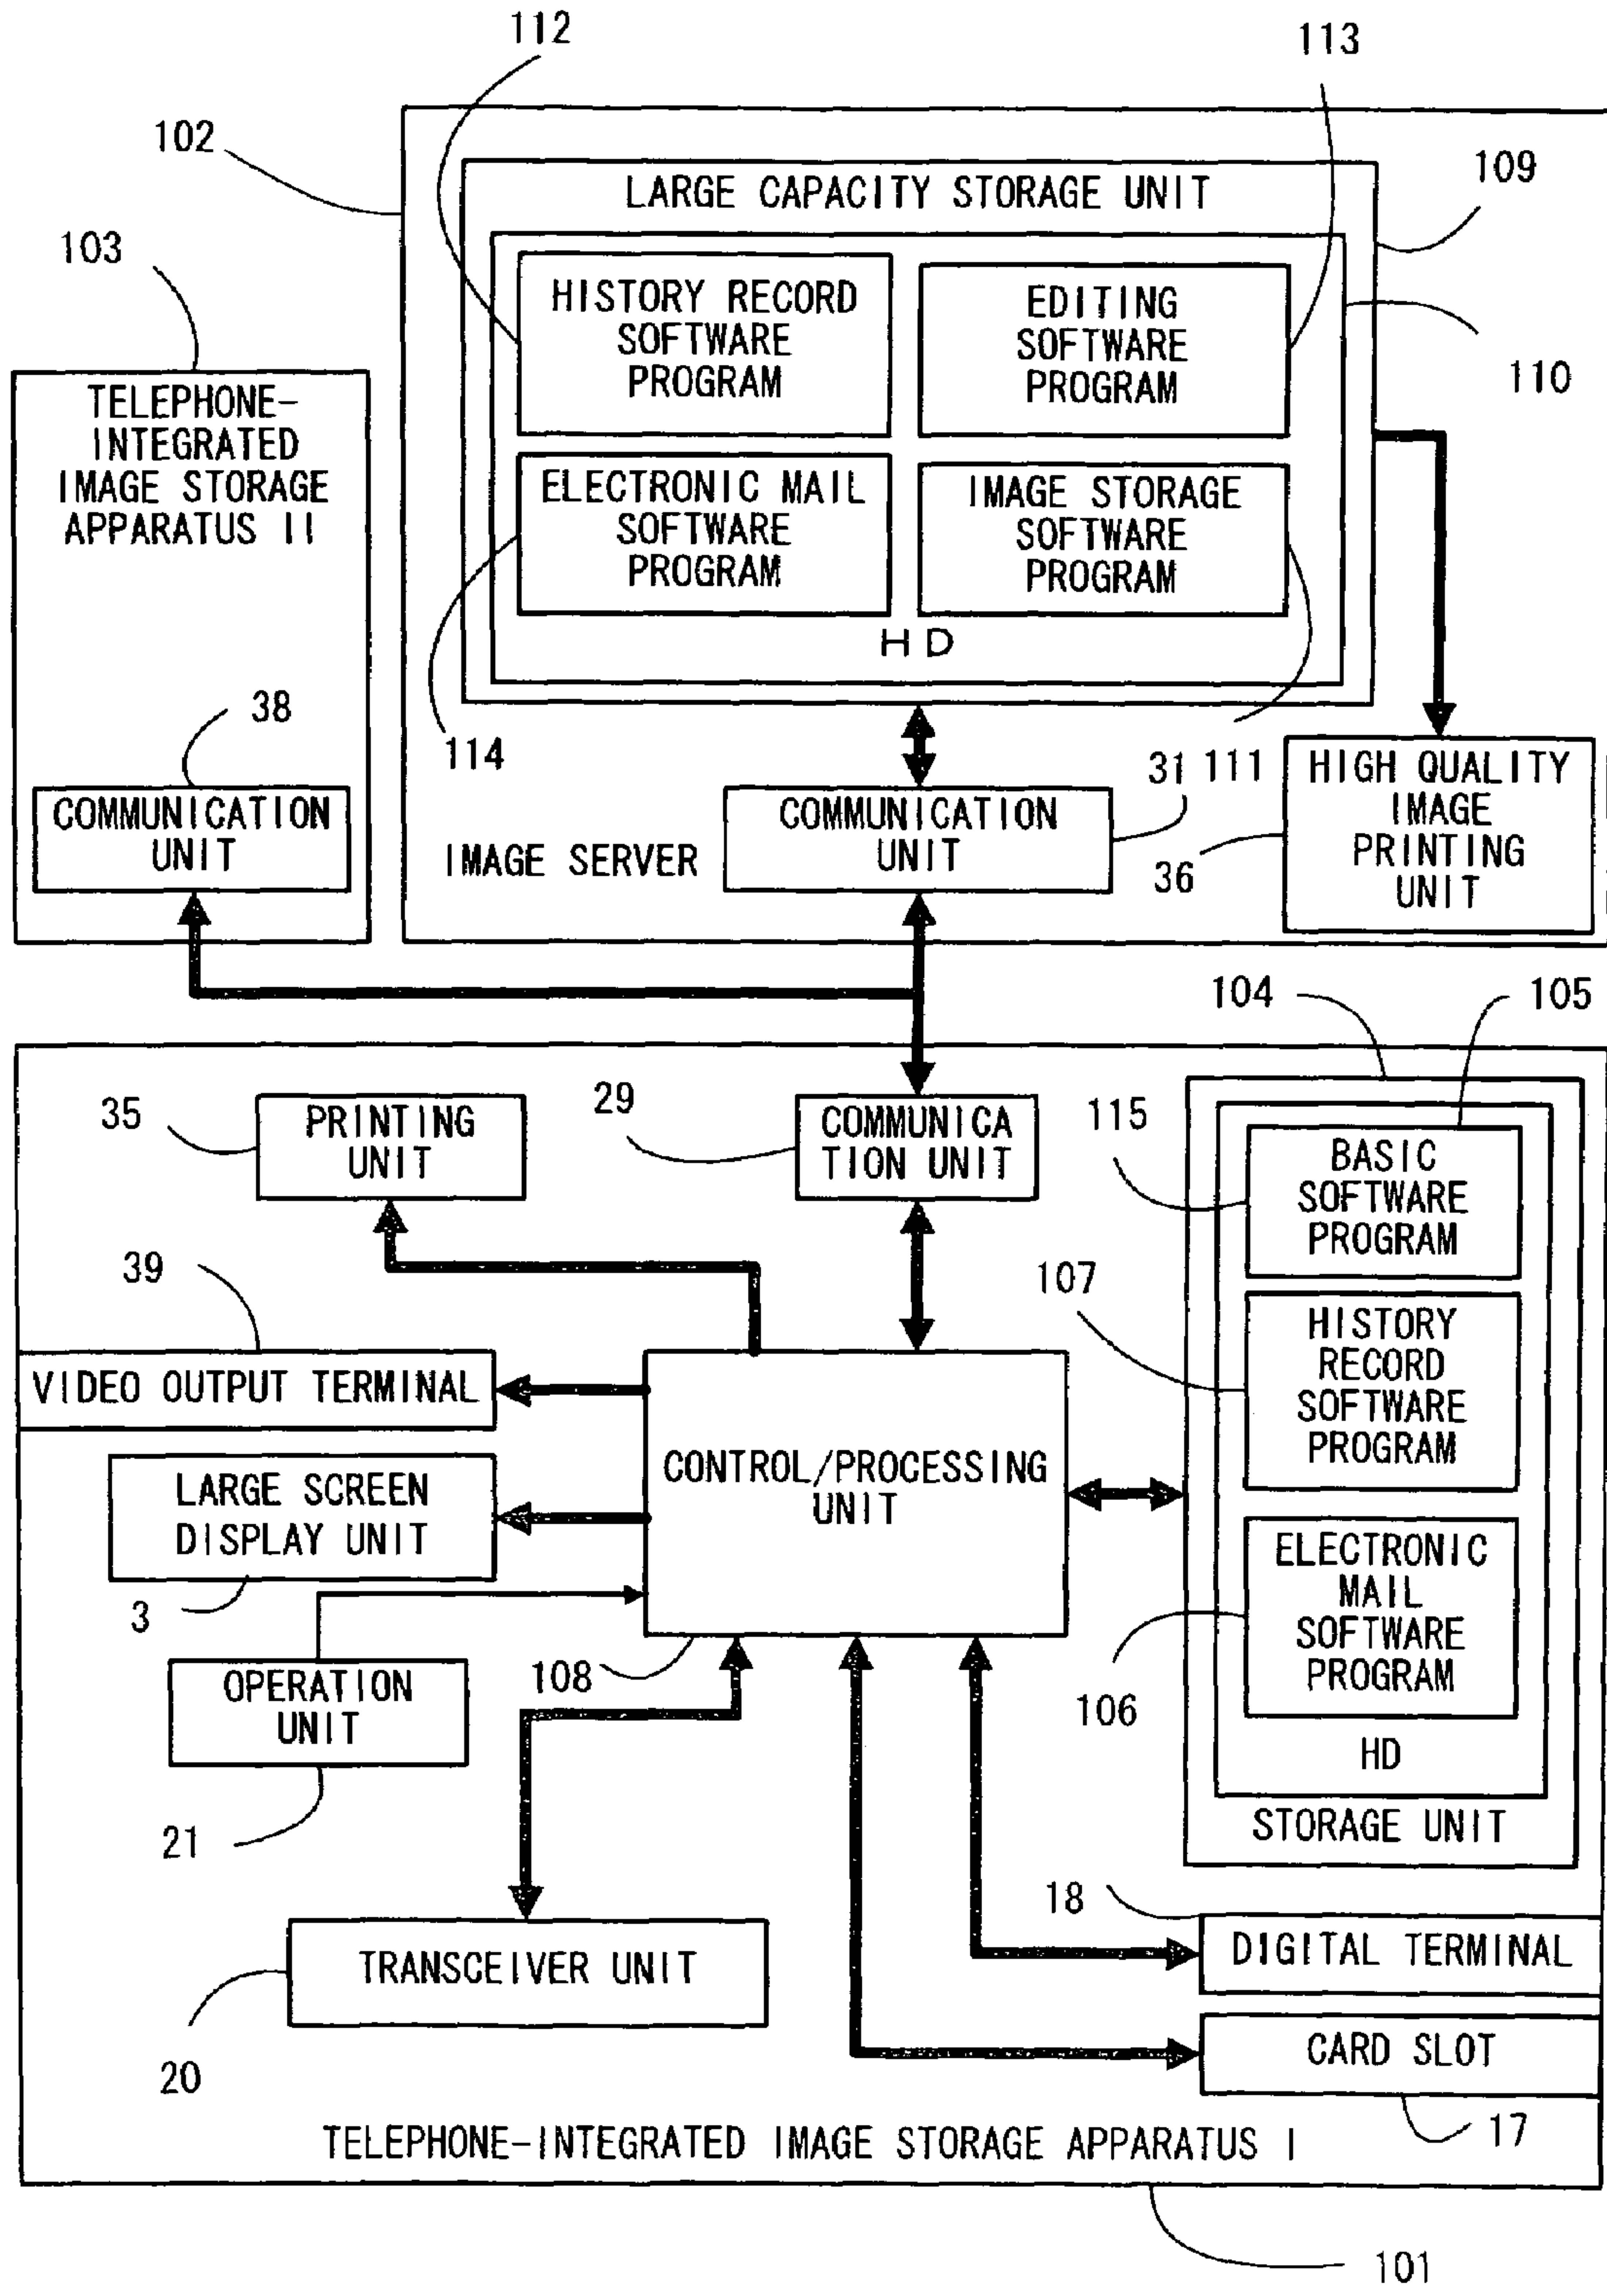 112
113
102
109
LARGE CAPACITY STORAGE UNIT
103
HISTORY RECORD
SOFTWARE
PROGRAM
EDITING
SOFTWARE
PROGRAM
110
TELEPHONE-
INTEGRATED
IMAGE STORAGE
APPARATUS II
ELECTRONIC MAIL
SOFTWARE
PROGRAM
IMAGE STORAGE
SOFTWARE
PROGRAM
HD
38
114
31 111
COMMUNICATION
UNIT
IMAGE SERVER
COMMUNICATION
UNIT
36
HIGH QUALITY
IMAGE
PRINTING
UNIT
104
105
35
PRINTING
UNIT
29
COMMUNICA
TION UNIT
115
BASIC
SOFTWARE
PROGRAM
39
107
HISTORY
RECORD
SOFTWARE
PROGRAM
VIDEO OUTPUT TERMINAL
CONTROL/PROCESSING
UNIT
LARGE SCREEN
DISPLAY UNIT
3
ELECTRONIC
MAIL
SOFTWARE
PROGRAM
108
106
OPERATION
UNIT
HD
21
STORAGE UNIT
18
DIGITAL TERMINAL
TRANSCEIVER UNIT
20
CARD SLOT
17
TELEPHONE-INTEGRATED IMAGE STORAGE APPARATUS I
101